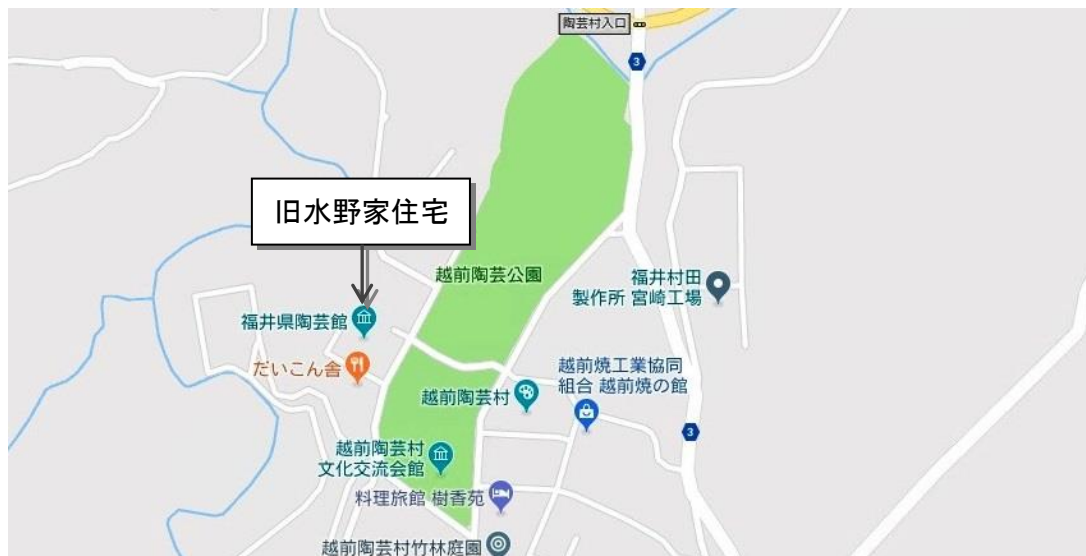 陶芸村入口
3
旧水野家住宅
越前陶芸公園
福井村田
製作所 宮崎工場
福井県陶芸館
だいこん舎
越前焼工業協同
組合 越前焼の館
越前陶芸村
3
越前陶芸村
文化交流会館
料理旅館 樹香苑
越前陶芸村竹林庭園